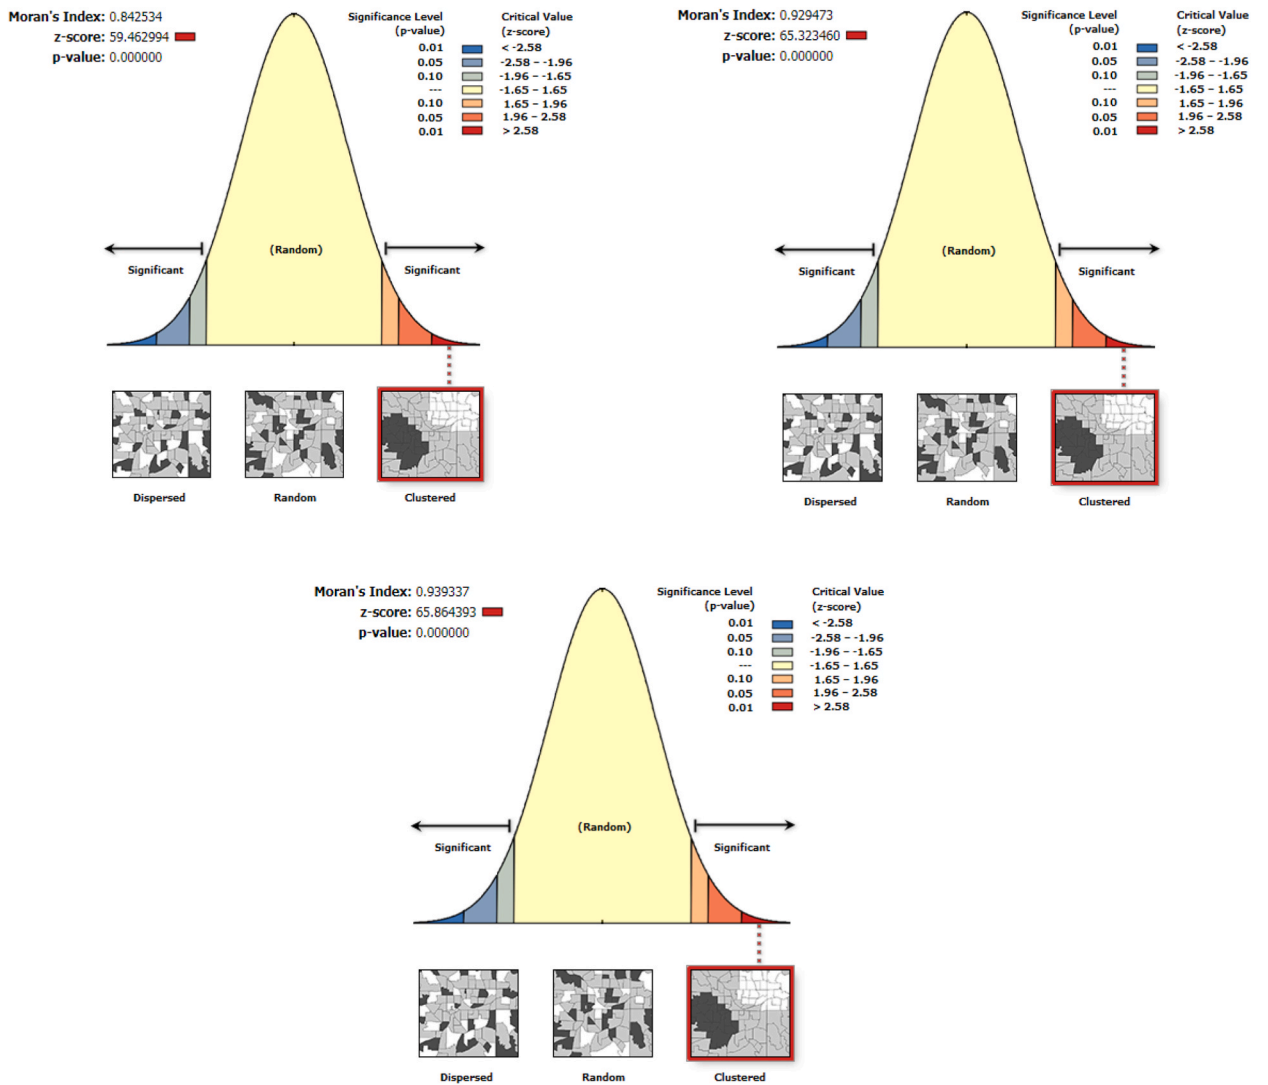 Moran's Index: 0.842534
z-score: 59.462994
p-value: 0.000000
Significance Level Critical Value
(p-value) (z-score)
0.01 < -2.58
0.05 -2.58 – -1.96
0.10 -1.96 – -1.65
--- -1.65 – 1.65
0.10 1.65 – 1.96
0.05 1.96 – 2.58
0.01 > 2.58
(Random)
Significant Significant
Dispersed Random Clustered
Moran's Index: 0.929473
z-score: 65.323460
p-value: 0.000000
Significance Level Critical Value
(p-value) (z-score)
0.01 < -2.58
0.05 -2.58 – -1.96
0.10 -1.96 – -1.65
--- -1.65 – 1.65
0.10 1.65 – 1.96
0.05 1.96 – 2.58
0.01 > 2.58
(Random)
Significant Significant
Dispersed Random Clustered
Moran's Index: 0.939337
z-score: 65.864393
p-value: 0.000000
Significance Level Critical Value
(p-value) (z-score)
0.01 < -2.58
0.05 -2.58 – -1.96
0.10 -1.96 – -1.65
--- -1.65 – 1.65
0.10 1.65 – 1.96
0.05 1.96 – 2.58
0.01 > 2.58
(Random)
Significant Significant
Dispersed Random Clustered